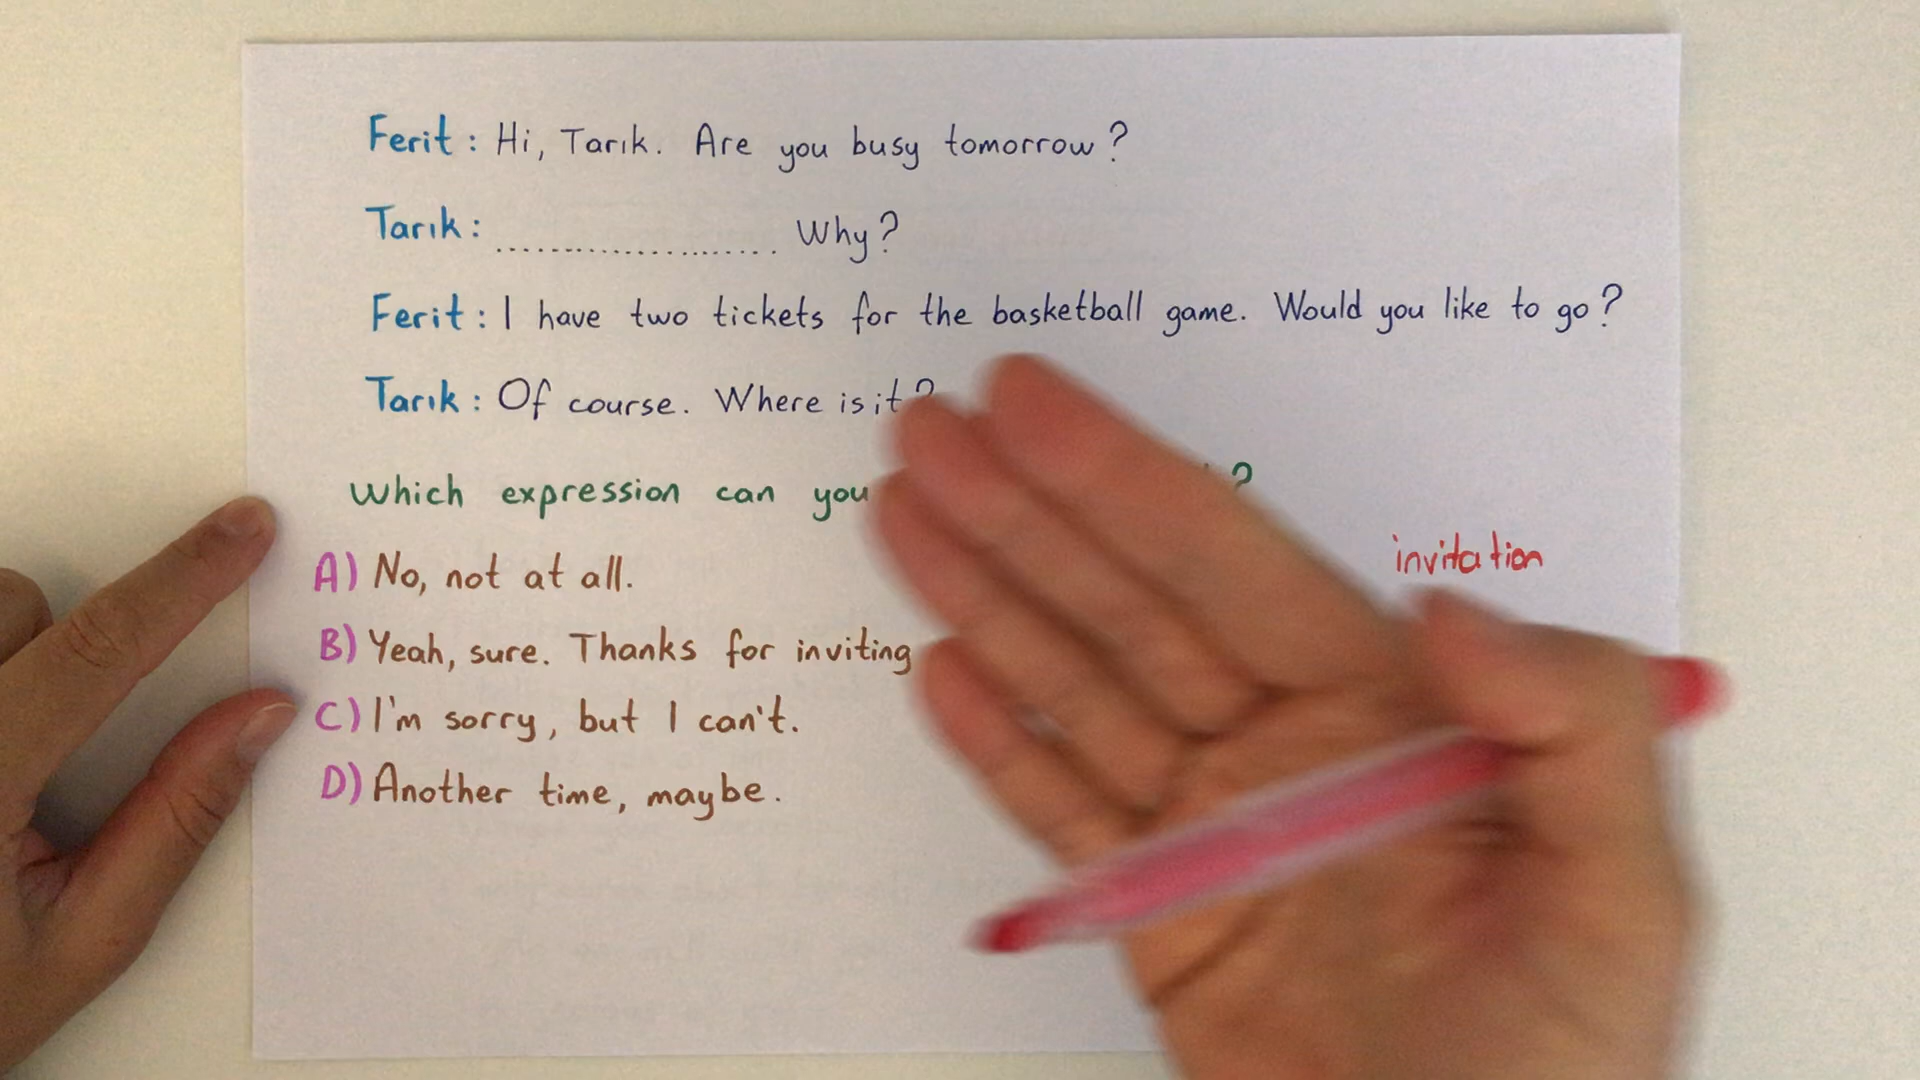 Ferit: Hi, Tarık. Are you busy tomorrow?
Tarık: ........................ Why?
Ferit: I have two tickets for the basketball game. Would you like to go?
Tarık: Of course. Where is it?
Which expression can you ?
invitation
A) No, not at all.
B) Yeah, sure. Thanks for inviting
C) I'm sorry, but I can't.
D) Another time, maybe.